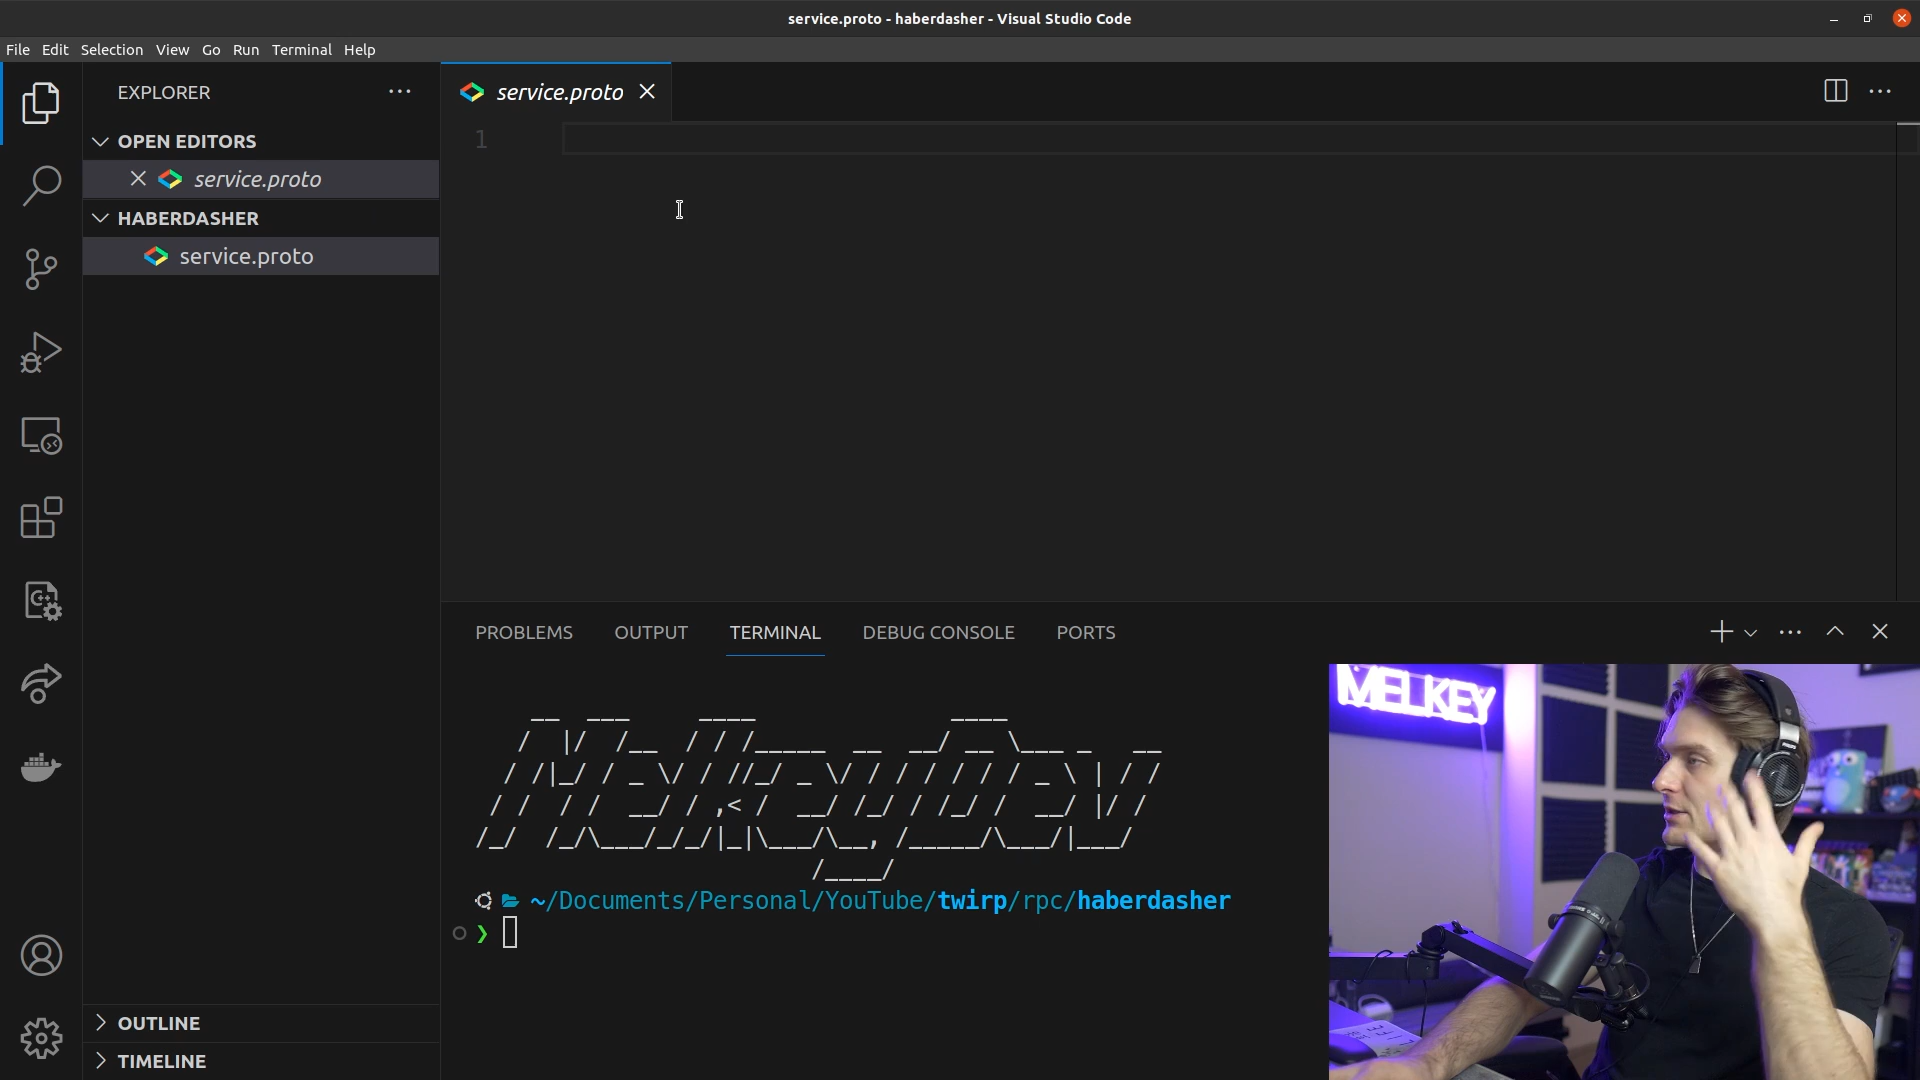 service.proto - haberdasher - Visual Studio Code
File Edit Selection View Go Run Terminal Help
EXPLORER
service.proto
OPEN EDITORS
1
service.proto
HABERDASHER
service.proto
PROBLEMS OUTPUT TERMINAL DEBUG CONSOLE PORTS
MELKEY
MelkeyDev
~/Documents/Personal/YouTube/twirp/rpc/haberdasher
❯
OUTLINE
TIMELINE